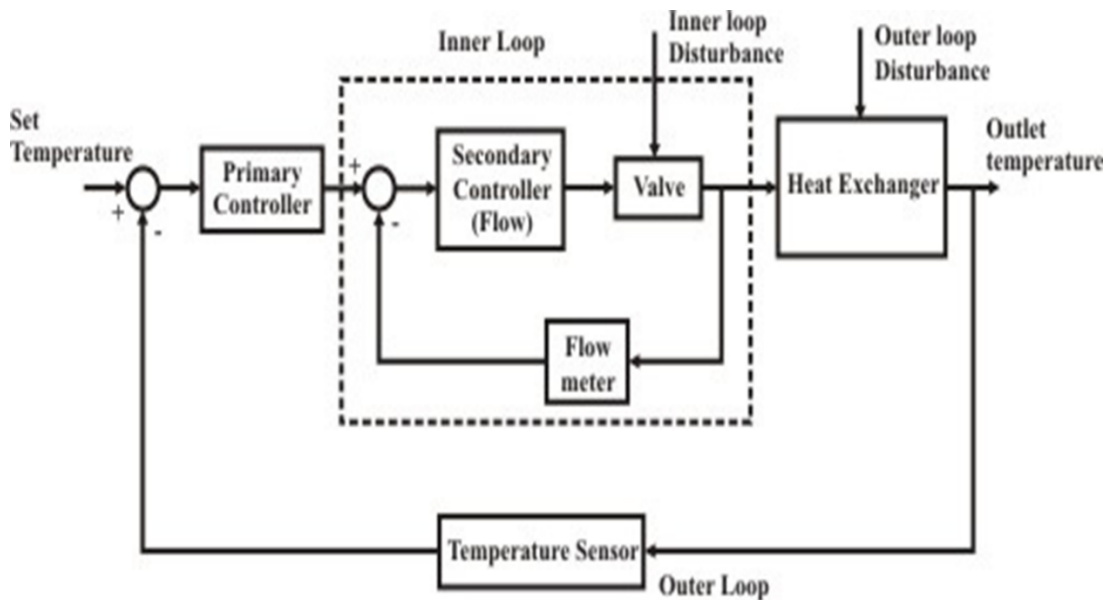 Inner Loop
Inner loop
Disturbance
Outer loop
Disturbance
Set
Temperature
+
-
Primary
Controller
+
-
Secondary
Controller
(Flow)
Valve
Heat Exchanger
Outlet
temperature
Flow
meter
Temperature Sensor
Outer Loop